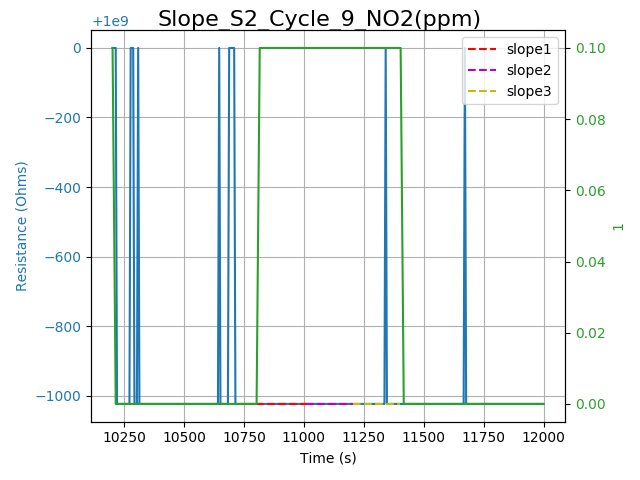 Slope_S2_Cycle_9_NO2(ppm)
+1e9
0
−200
−400
−600
−800
−1000
Resistance (Ohms)
slope1
slope2
slope3
0.10
0.08
0.06
0.04
0.02
0.00
1
10250 10500 10750 11000 11250 11500 11750 12000
Time (s)